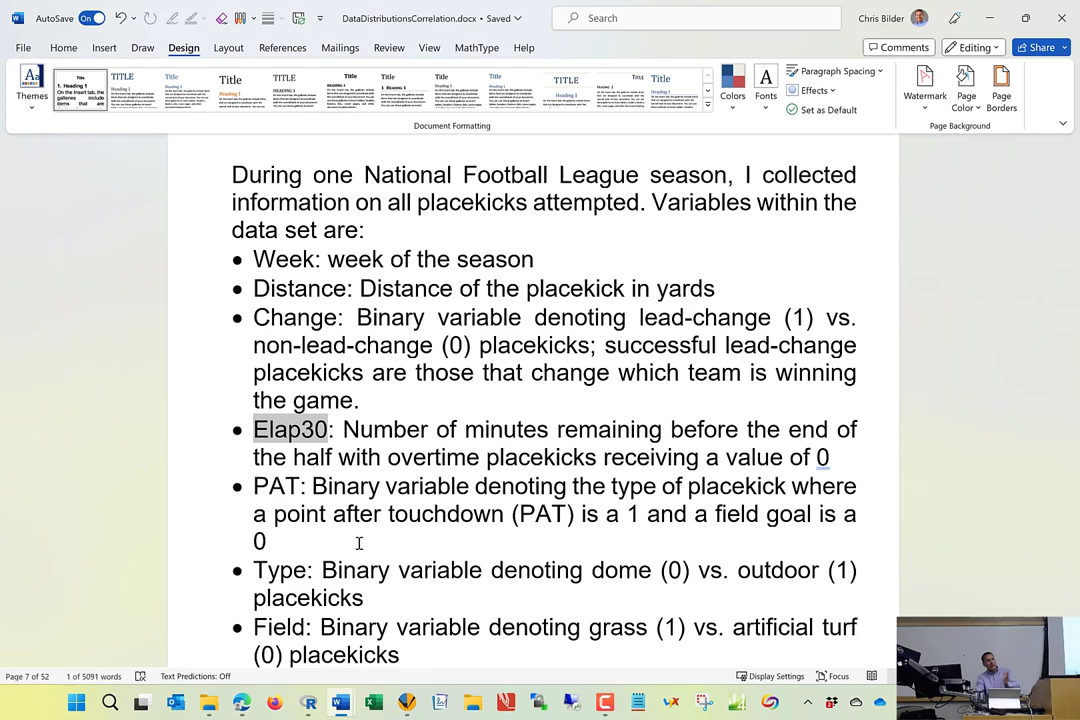 AutoSave On DataDistributionsCorrelation.docx • Saved Search Chris Bilder
File Home Insert Draw Design Layout References Mailings Review View MathType Help Comments Editing Share
Themes Colors Fonts Paragraph Spacing Effects Set as Default Watermark Page Color Page Borders
Document Formatting Page Background
During one National Football League season, I collected
information on all placekicks attempted. Variables within the
data set are:
• Week: week of the season
• Distance: Distance of the placekick in yards
• Change: Binary variable denoting lead-change (1) vs.
non-lead-change (0) placekicks; successful lead-change
placekicks are those that change which team is winning
the game.
• Elap30: Number of minutes remaining before the end of
the half with overtime placekicks receiving a value of 0
• PAT: Binary variable denoting the type of placekick where
a point after touchdown (PAT) is a 1 and a field goal is a
0
• Type: Binary variable denoting dome (0) vs. outdoor (1)
placekicks
• Field: Binary variable denoting grass (1) vs. artificial turf
(0) placekicks
Page 7 of 52 1 of 5091 words Text Predictions: Off Display Settings Focus